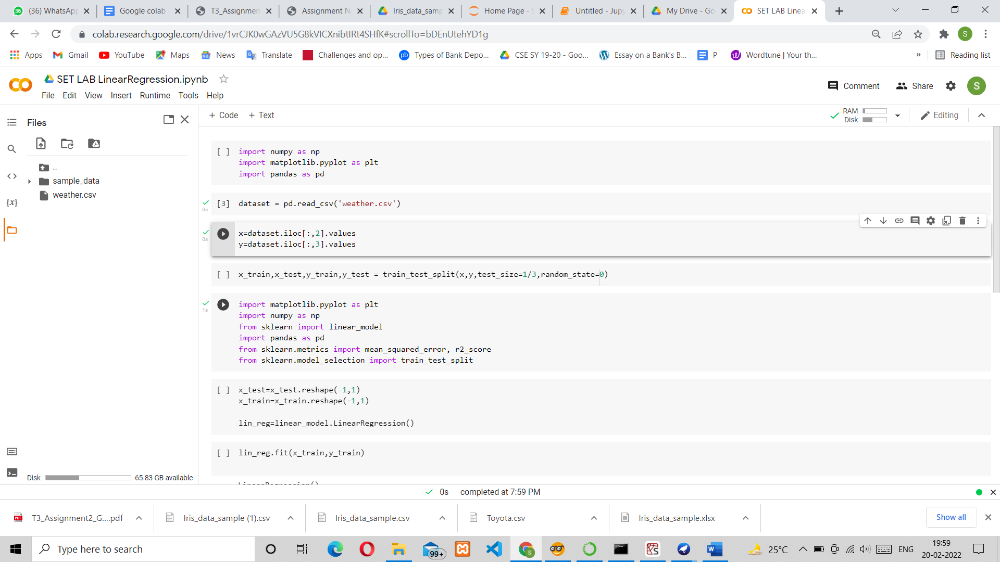 (36) WhatsApp
Google colab
T3_Assignmen
Assignment N
Iris_data_samp
Home Page - S
Untitled - Jupy
My Drive - Goo
SET LAB Linea
colab.research.google.com/drive/1vrCJK0wGAzVU5G8kVICXnibtIRt4SHfK#scrollTo=bDEnUtehYD1g
S
Apps
Gmail
YouTube
Maps
News
Translate
Challenges and op...
pb
Types of Bank Depo...
CSE SY 19-20 - Goo...
Essay on a Bank's B...
P
Wordtune | Your th...
»
Reading list
SET LAB LinearRegression.ipynb
File Edit View Insert Runtime Tools Help
Comment
Share
S
Files
+ Code + Text
RAM
Disk
Editing
..
sample_data
weather.csv
{x}
Disk 65.83 GB available
[ ] import numpy as np
import matplotlib.pyplot as plt
import pandas as pd
0s
[3] dataset = pd.read_csv('weather.csv')
0s
x=dataset.iloc[:,2].values
y=dataset.iloc[:,3].values
[ ] x_train,x_test,y_train,y_test = train_test_split(x,y,test_size=1/3,random_state=0)
1s
import matplotlib.pyplot as plt
import numpy as np
from sklearn import linear_model
import pandas as pd
from sklearn.metrics import mean_squared_error, r2_score
from sklearn.model_selection import train_test_split
[ ] x_test=x_test.reshape(-1,1)
x_train=x_train.reshape(-1,1)
lin_reg=linear_model.LinearRegression()
[ ] lin_reg.fit(x_train,y_train)
LinearRegression()
0s completed at 7:59 PM
T3_Assignment2_G....pdf
Iris_data_sample (1).csv
Iris_data_sample.csv
Toyota.csv
Iris_data_sample.xlsx
Show all
Type here to search
99+
25°C
ENG
19:59
20-02-2022